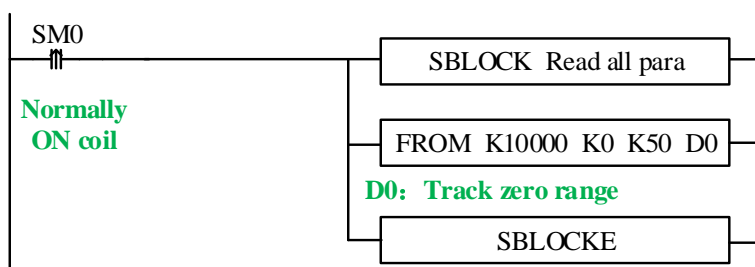 SM0
SBLOCK Read all para
Normally
ON coil
FROM K10000 K0 K50 D0
D0：Track zero range
SBLOCKE